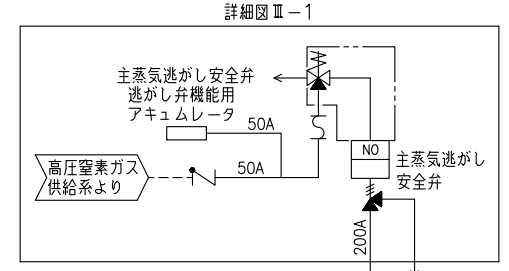 詳細図Ⅲ－１
主蒸気逃がし安全弁
逃がし弁機能用
アキュムレータ
50A
50A
高圧窒素ガス
供給系より
NO
主蒸気逃がし
安全弁
200A